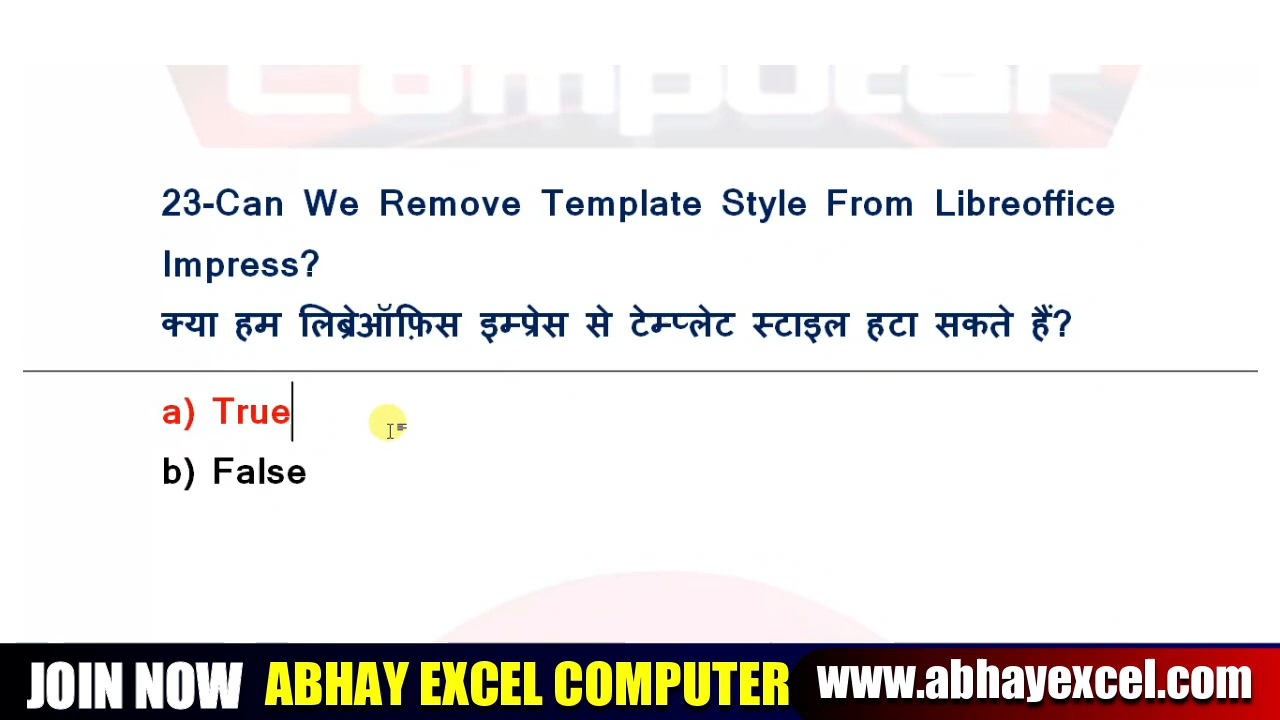 Computer
23-Can We Remove Template Style From Libreoffice
Impress?
क्या हम लिब्रेऑफ़िस इम्प्रेस से टेम्प्लेट स्टाइल हटा सकते हैं?
a) True
b) False
JOIN NOW ABHAY EXCEL COMPUTER www.abhayexcel.com